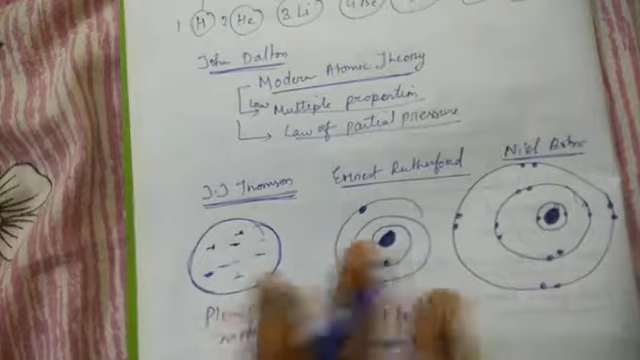 1 H 2 He 3 Li
John Dalton
Modern Atomic Theory
Law Multiple proportion
Law of partial pressure
J.J Thomson
Ernest Rutherford
Niel Bohr